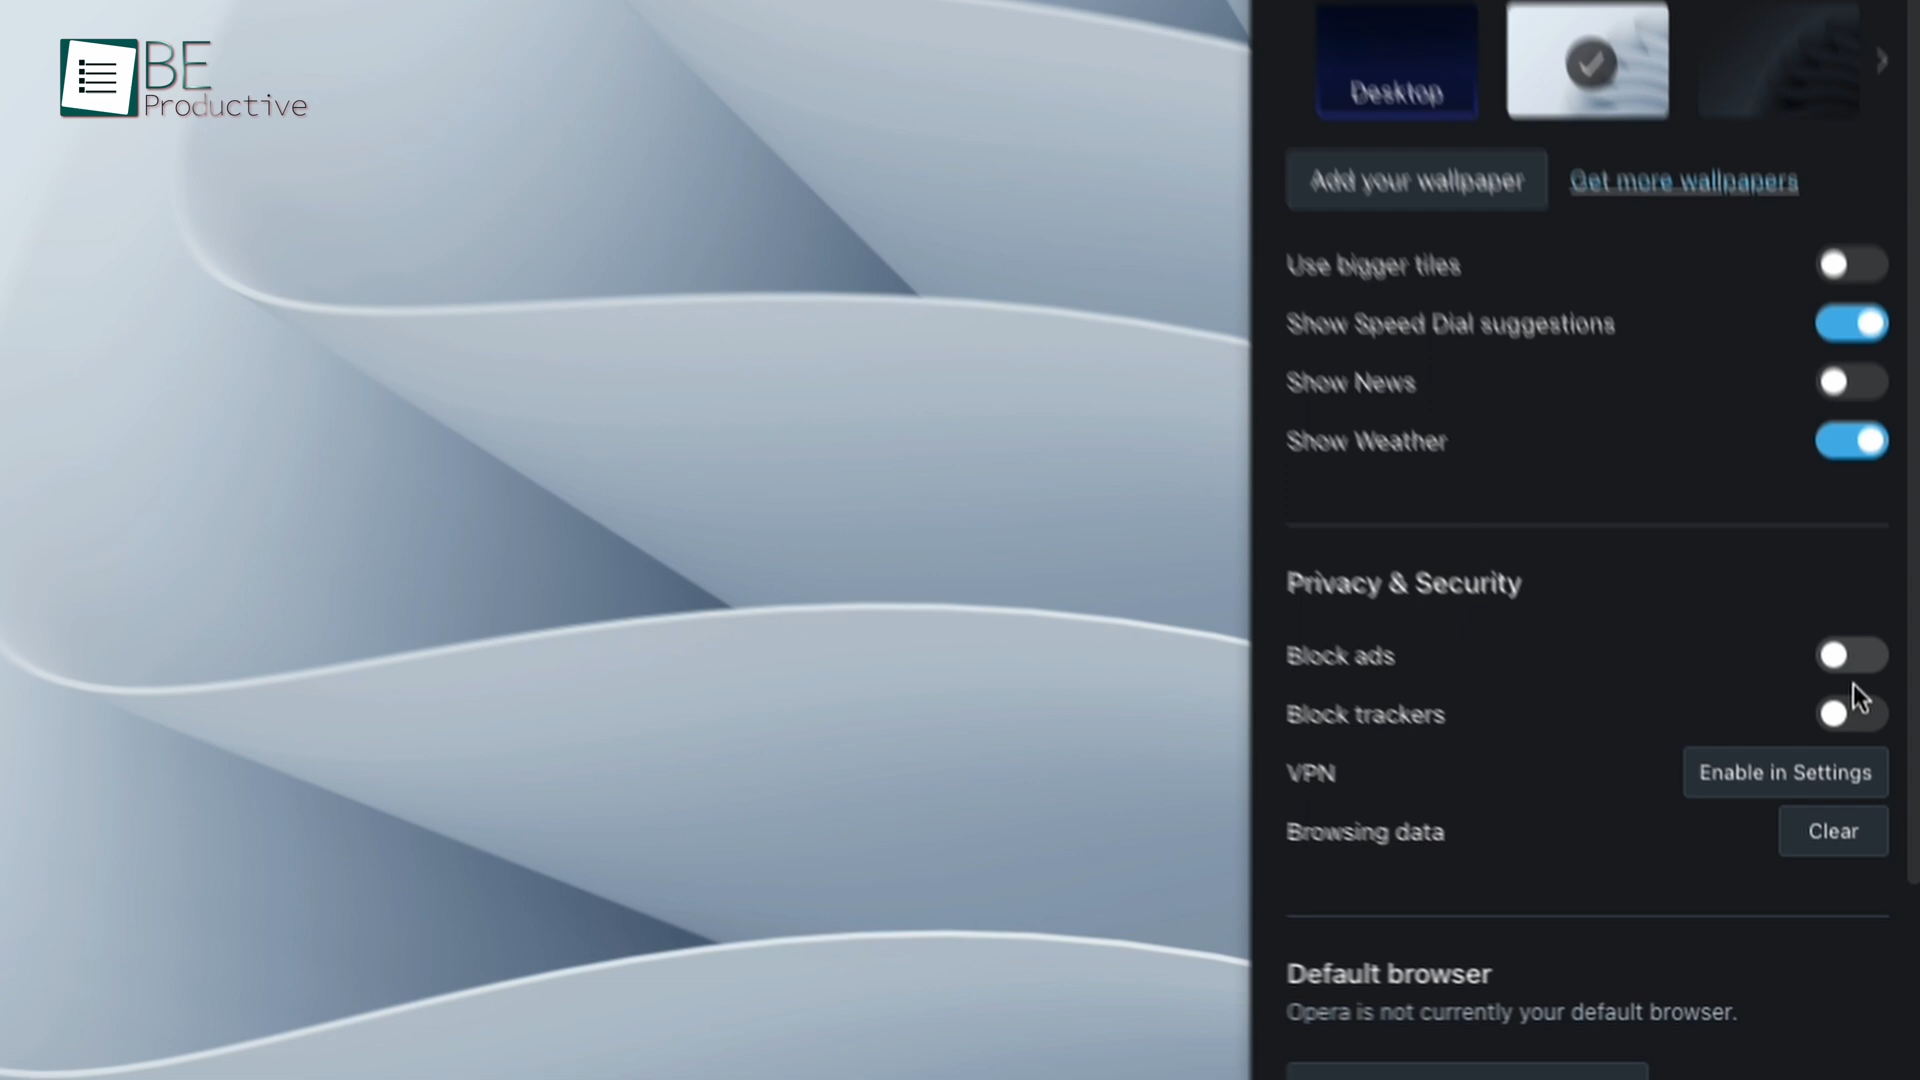 BE
Productive
Desktop
Add your wallpaper
Get more wallpapers
Use bigger tiles
Show Speed Dial suggestions
Show News
Show Weather
Privacy & Security
Block ads
Block trackers
VPN
Enable in Settings
Browsing data
Clear
Default browser
Opera is not currently your default browser.